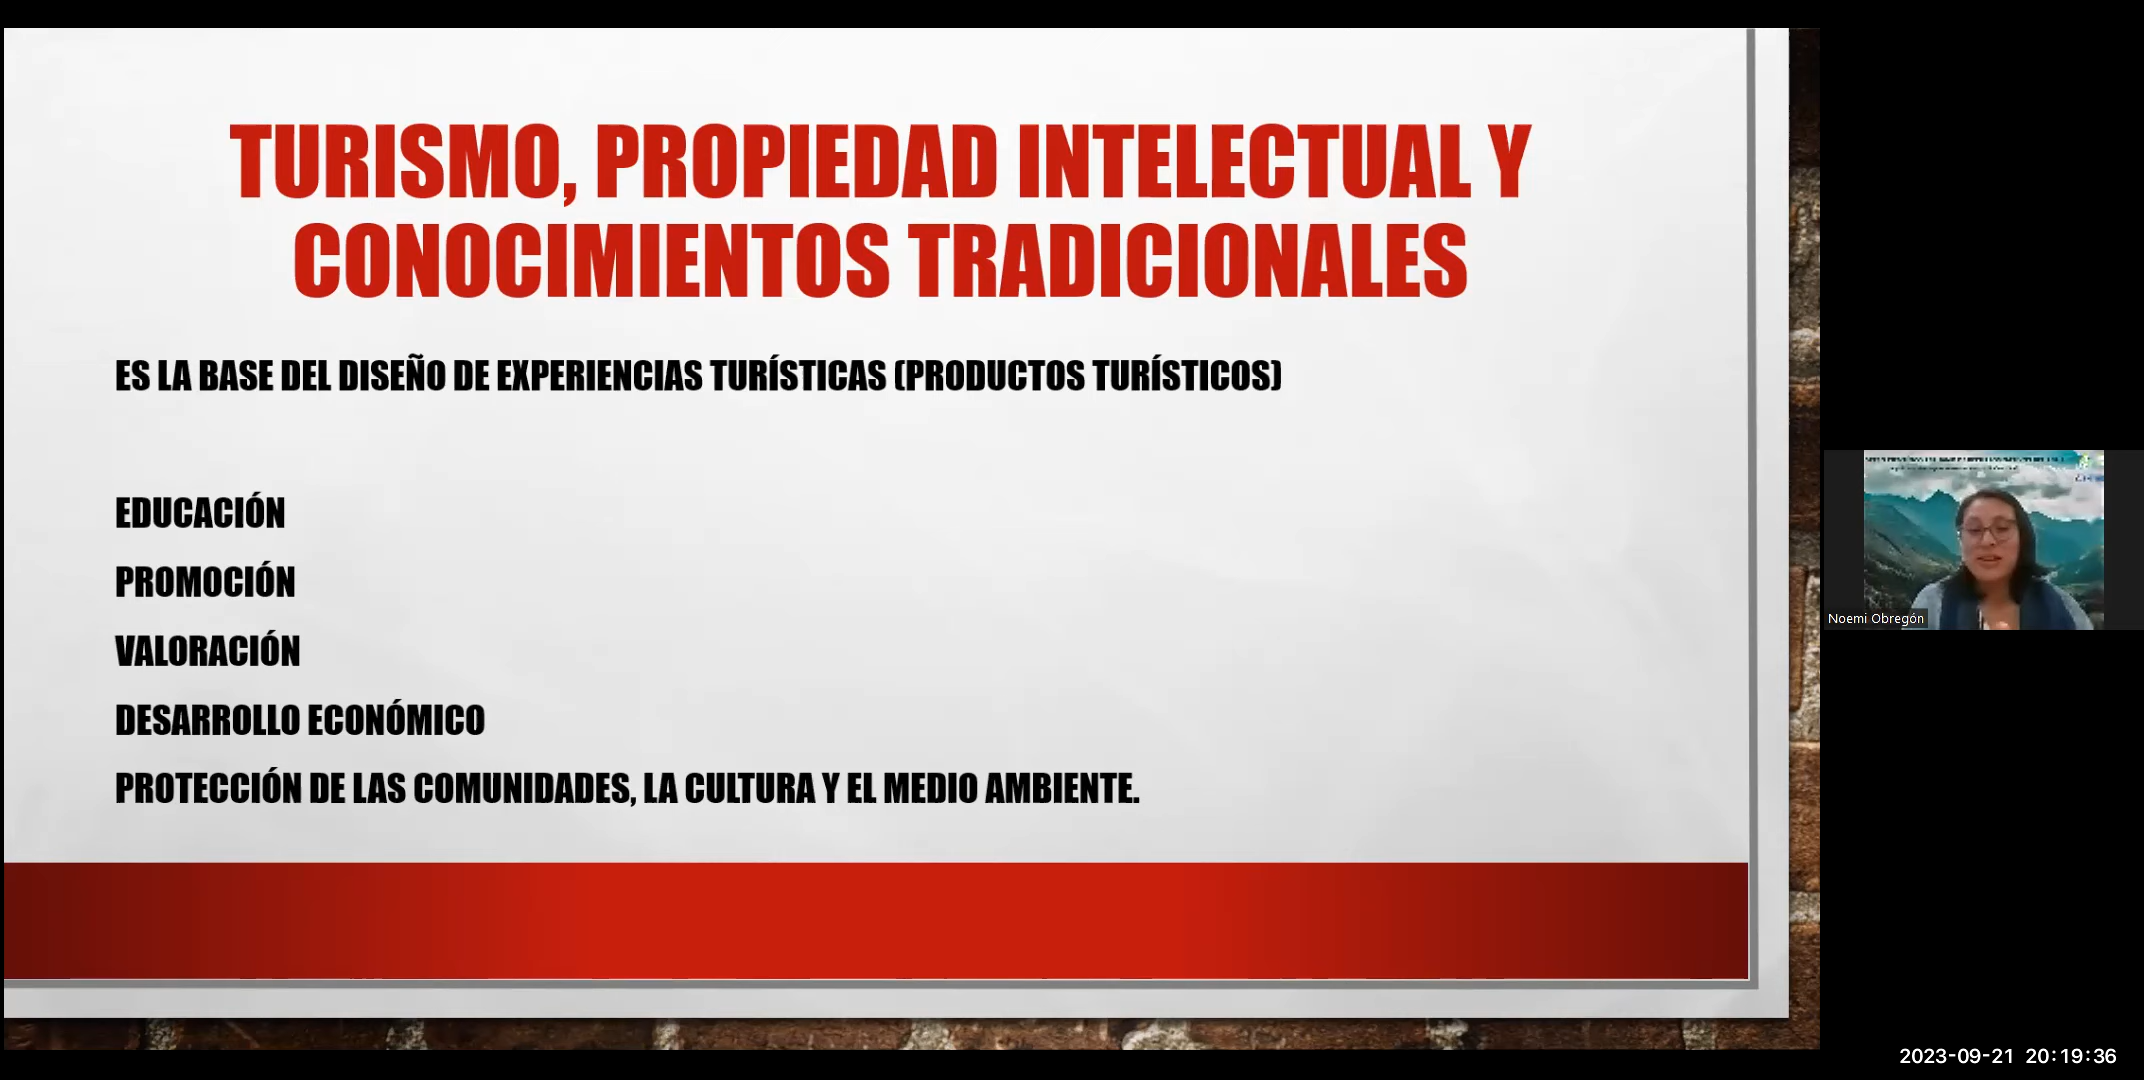 TURISMO, PROPIEDAD INTELECTUAL Y
CONOCIMIENTOS TRADICIONALES
ES LA BASE DEL DISEÑO DE EXPERIENCIAS TURÍSTICAS (PRODUCTOS TURÍSTICOS)
EDUCACIÓN
PROMOCIÓN
VALORACIÓN
DESARROLLO ECONÓMICO
PROTECCIÓN DE LAS COMUNIDADES, LA CULTURA Y EL MEDIO AMBIENTE.
Noemi Obregón
2023-09-21 20:19:36